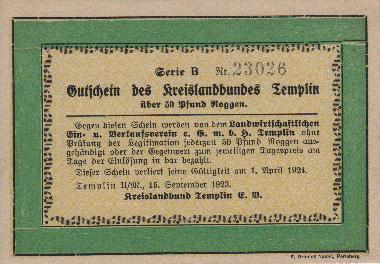 Serie B Nr. 23026
Gutschein des Kreislandbundes Templin
über 50 Pfund Roggen.
Gegen diesen Schein werden von dem Landwirtschaftlichen
Ein- u. Verkaufsverein e. G. m. b. H. Templin ohne
Prüfung der Legitimation jederzeit 50 Pfund Roggen aus-
gehändigt oder der Gegenwert zum jeweiligen Tagespreis am
Tage der Einlösung in bar bezahlt.
Dieser Schein verliert seine Gültigkeit am 1. April 1924.
Templin U/M., 15. September 1923.
Kreislandbund Templin E. V.